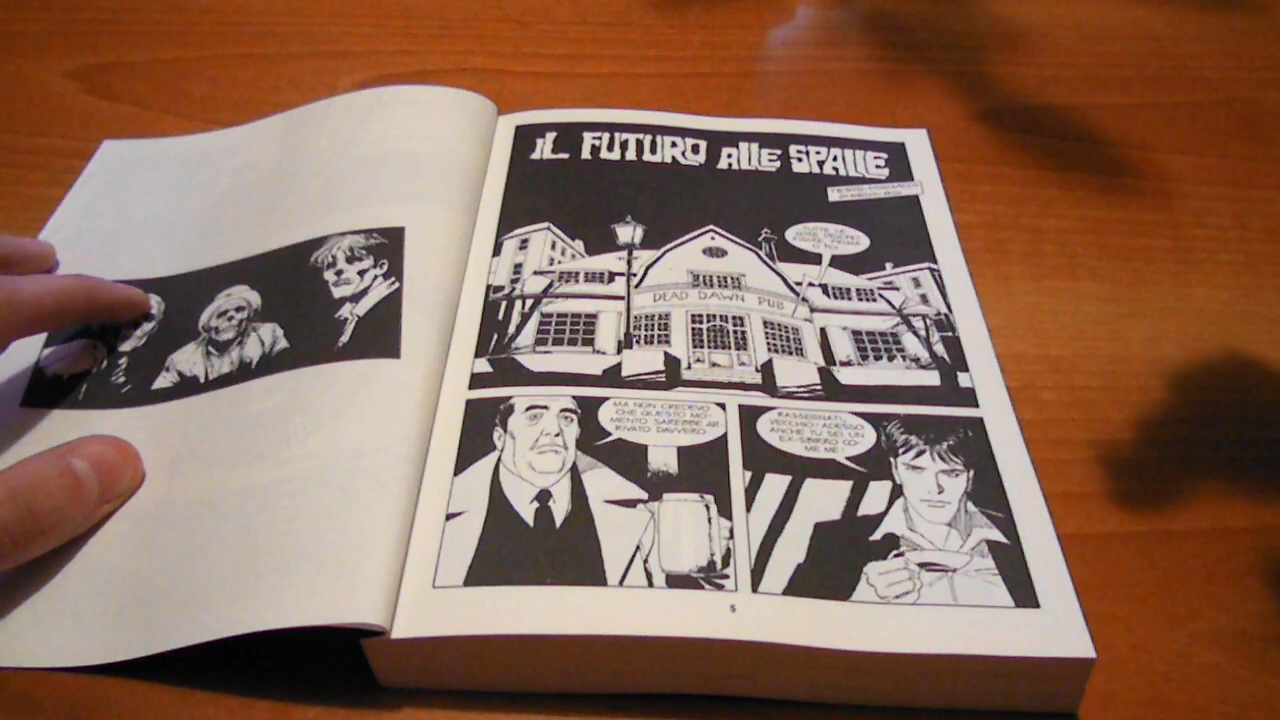 IL FUTURO ALLE SPALLE
TUTTE LE
COSE DEVONO
FINIRE, PRIMA
O POI
DEAD DAWN PUB
MA NON CREDEVO
CHE QUESTO MO-
MENTO SAREBBE AR-
RIVATO DAVVERO
RASSEGNATI,
VECCHIO! ADESSO
ANCHE TU SEI UN
EX-SBIRRO CO-
ME ME!
5